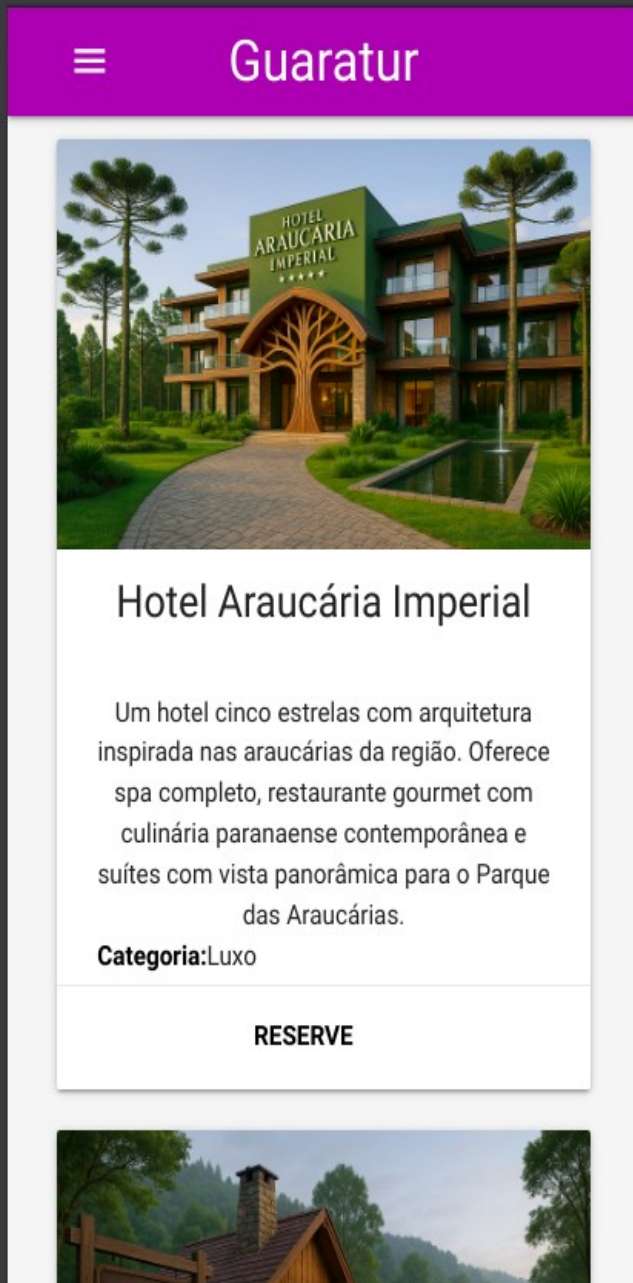 Guaratur
HOTEL
ARAUCARIA
IMPERIAL
★★★★★
Hotel Araucária Imperial
Um hotel cinco estrelas com arquitetura
inspirada nas araucárias da região. Oferece
spa completo, restaurante gourmet com
culinária paranaense contemporânea e
suítes com vista panorâmica para o Parque
das Araucárias.
Categoria:Luxo
RESERVE